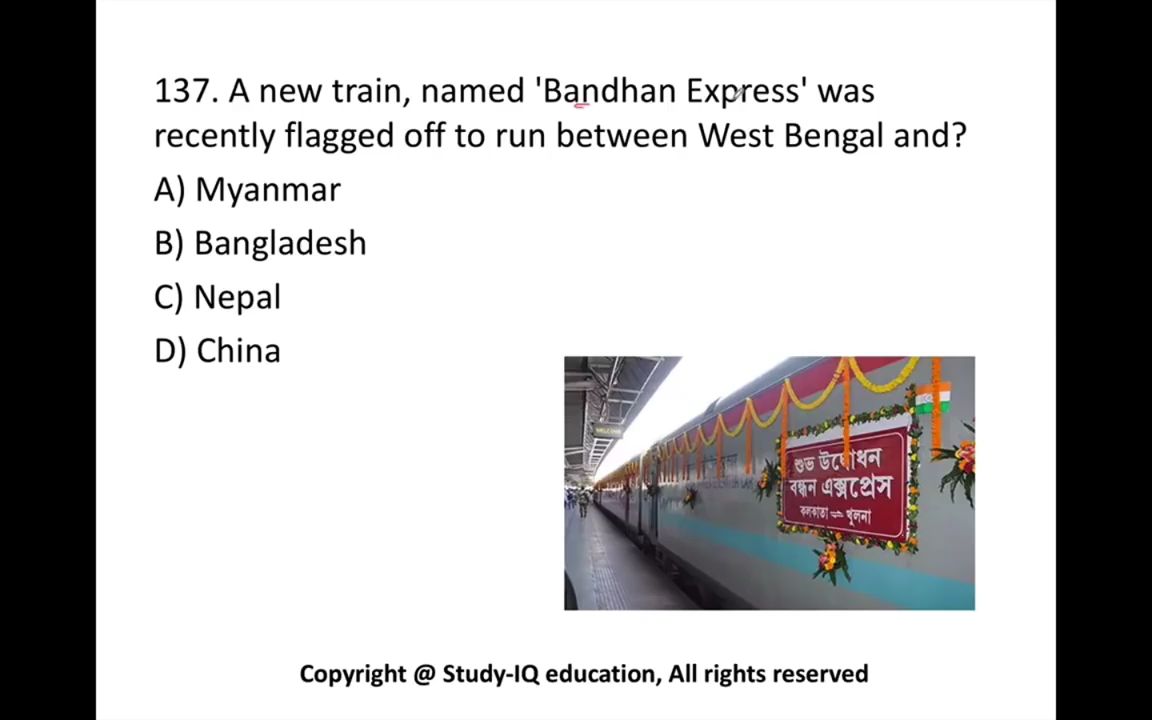 137. A new train, named 'Bandhan Express' was
recently flagged off to run between West Bengal and?
A) Myanmar
B) Bangladesh
C) Nepal
D) China
WELCOME
শুভ উদ্বোধন
বন্ধন এক্সপ্রেস
কলকাতা ⇌ খুলনা
Copyright @ Study-IQ education, All rights reserved